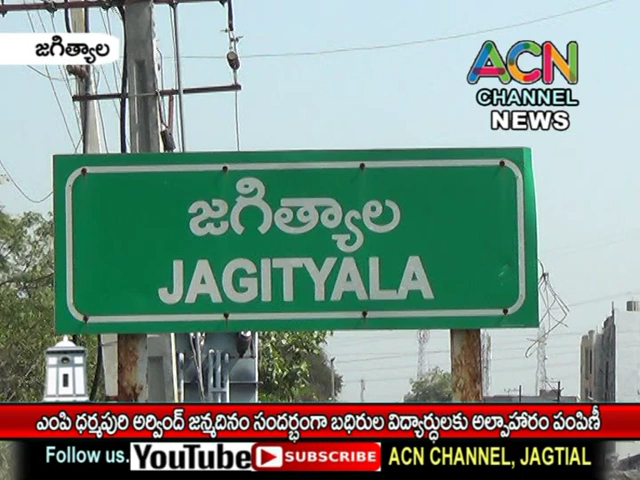 జగిత్యాల
ACN
CHANNEL
NEWS
జగిత్యాల
JAGITYALA
ఎంపి ధర్మపురి అర్వింద్ జన్మదినం సందర్భంగా బధిరుల విద్యార్థులకు అల్పాహారం పంపిణీ
Follow us. YouTube SUBSCRIBE ACN CHANNEL, JAGTIAL